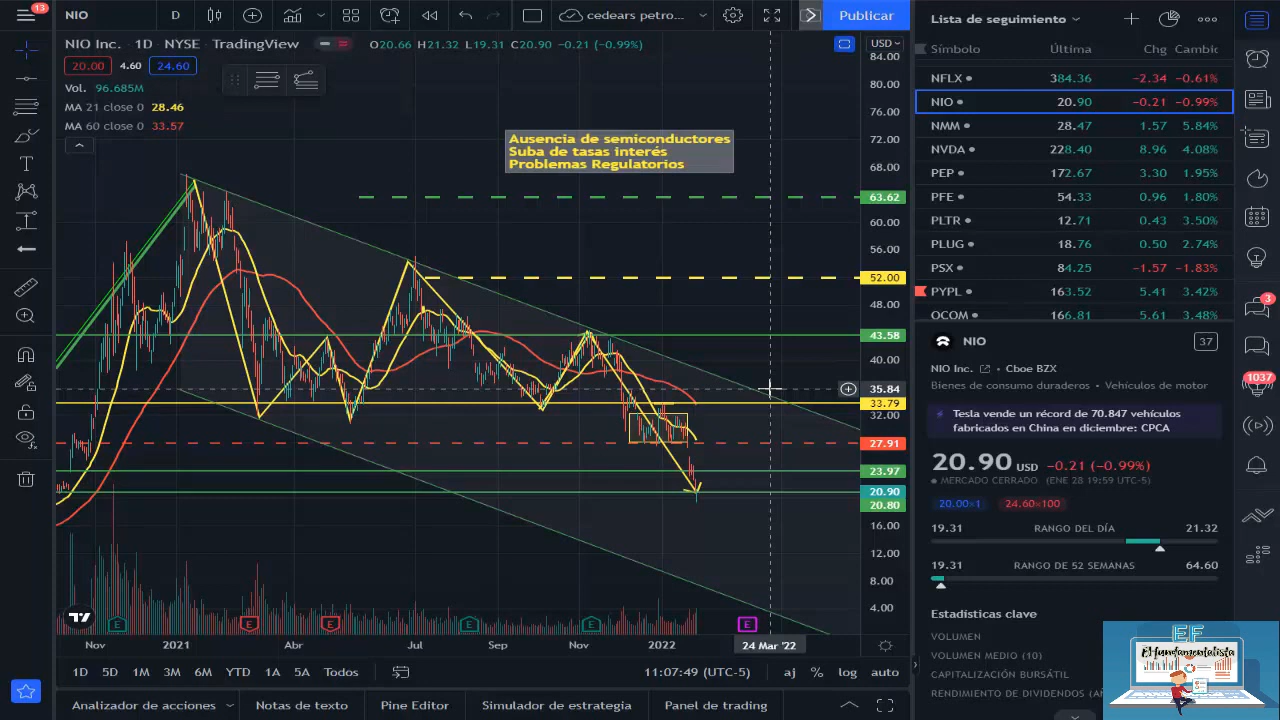 13
NIO
D
cedears petro...
Publicar
NIO Inc. 1D NYSE TradingView
O20.66 H21.32 L19.31 C20.90 -0.21 (-0.99%)
20.00 4.60 24.60
Vol. 96.685M
MA 21 close 0 28.46
MA 60 close 0 33.57
Ausencia de semiconductores
Suba de tasas interés
Problemas Regulatorios
USD
84.00
80.00
76.00
72.00
68.00
63.62
60.00
56.00
52.00
48.00
43.58
40.00
35.84
33.79
32.00
27.91
23.97
20.90
20.80
16.00
12.00
8.00
4.00
E E E E E E
Nov 2021 Abr Jul Sep Nov 2022 24 Mar '22
1D 5D 1M 3M 6M YTD 1A 5A Todos
11:07:49 (UTC-5) aj % log auto
Analizador de acciones Notas de texto Pine Editor Simulador de estrategia Panel de trading
Lista de seguimiento
Símbolo Última Chg Cambic
NFLX 384.36 -2.34 -0.61%
NIO 20.90 -0.21 -0.99%
NMM 28.47 1.57 5.84%
NVDA 228.40 8.96 4.08%
PEP 172.67 3.30 1.95%
PFE 54.33 0.96 1.80%
PLTR 12.71 0.43 3.50%
PLUG 18.76 0.50 2.74%
PSX 84.25 -1.57 -1.83%
PYPL 163.52 5.41 3.42%
QCOM 166.81 5.61 3.48%
NIO
37
NIO Inc. Cboe BZX
Bienes de consumo duraderos Vehículos de motor
Tesla vende un récord de 70.847 vehículos
fabricados en China en diciembre: CPCA
20.90 USD -0.21 (-0.99%)
MERCADO CERRADO (ENE 28 19:59 UTC-5)
20.00×1 24.60×100
19.31 RANGO DEL DÍA 21.32
19.31 RANGO DE 52 SEMANAS 64.60
Estadísticas clave
VOLUMEN
VOLUMEN MEDIO (10)
CAPITALIZACIÓN BURSÁTIL
RENDIMIENTO DE DIVIDENDOS (AÑ
3
1037
EF
El fundamentalista